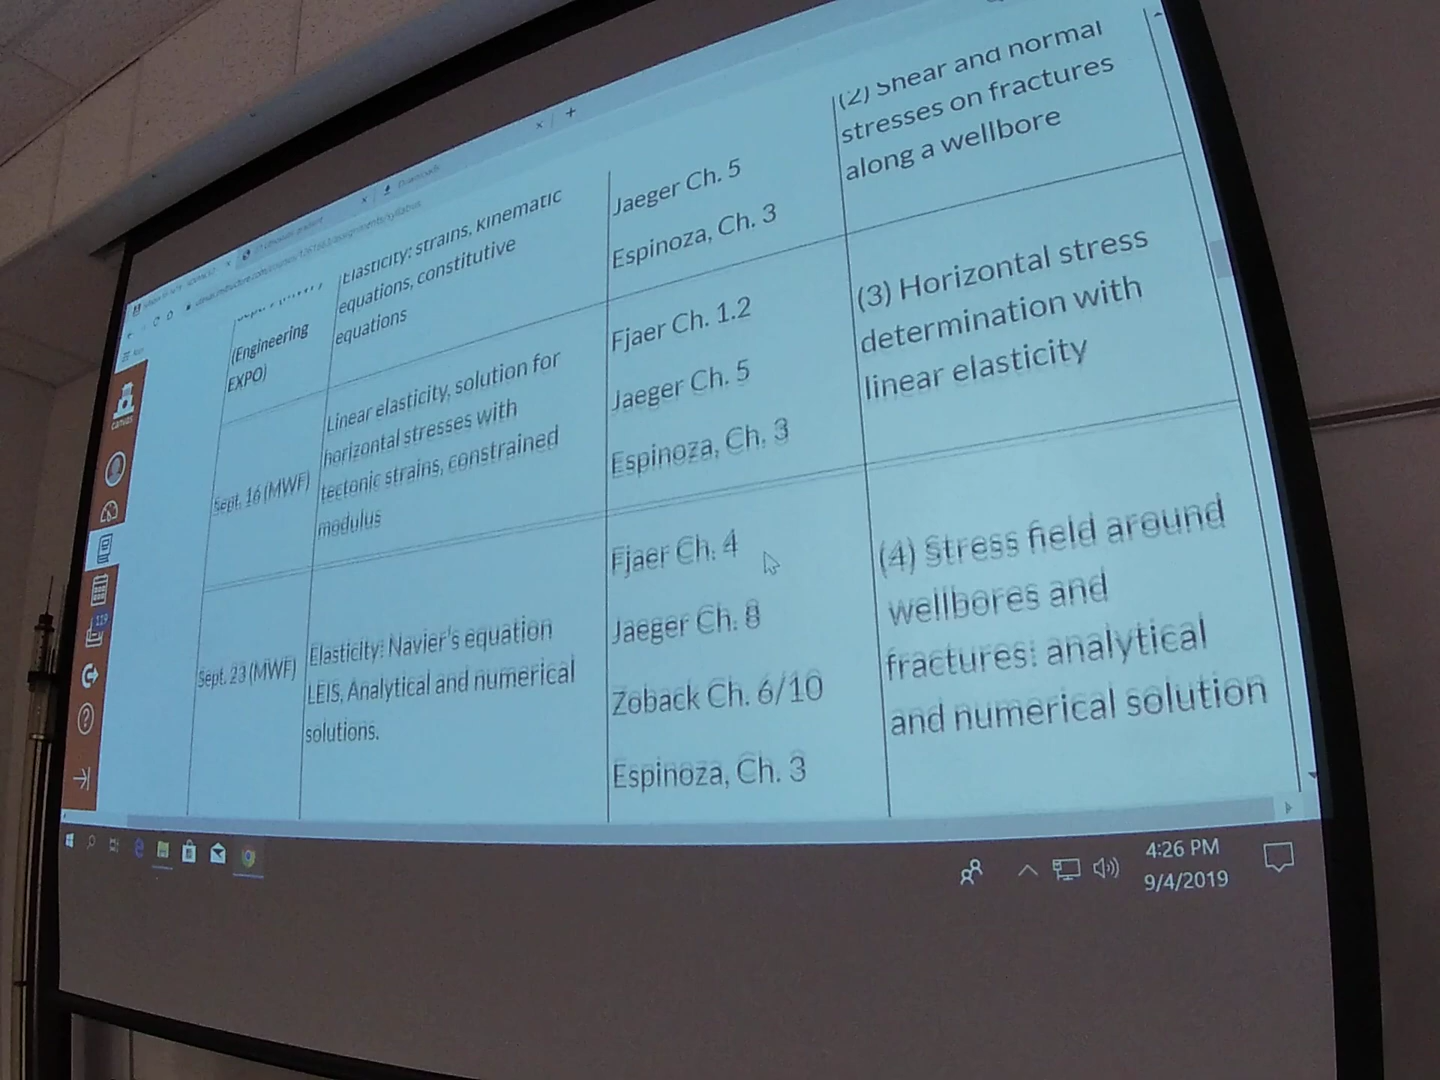 Downloads
(2) Shear and normal
stresses on fractures
along a wellbore
(Engineering
EXPO)
Elasticity: strains, kinematic
equations, constitutive
equations
Jaeger Ch. 5
Espinoza, Ch. 3
Sept. 16 (MWF)
Linear elasticity, solution for
horizontal stresses with
tectonic strains, constrained
modulus
Fjaer Ch. 1.2
Jaeger Ch. 5
Espinoza, Ch. 3
(3) Horizontal stress
determination with
linear elasticity
Sept. 23 (MWF)
Elasticity: Navier's equation
LEIS, Analytical and numerical
solutions.
Fjaer Ch. 4
Jaeger Ch. 8
Zoback Ch. 6/10
Espinoza, Ch. 3
(4) Stress field around
wellbores and
fractures: analytical
and numerical solution
canvas
119
4:26 PM
9/4/2019